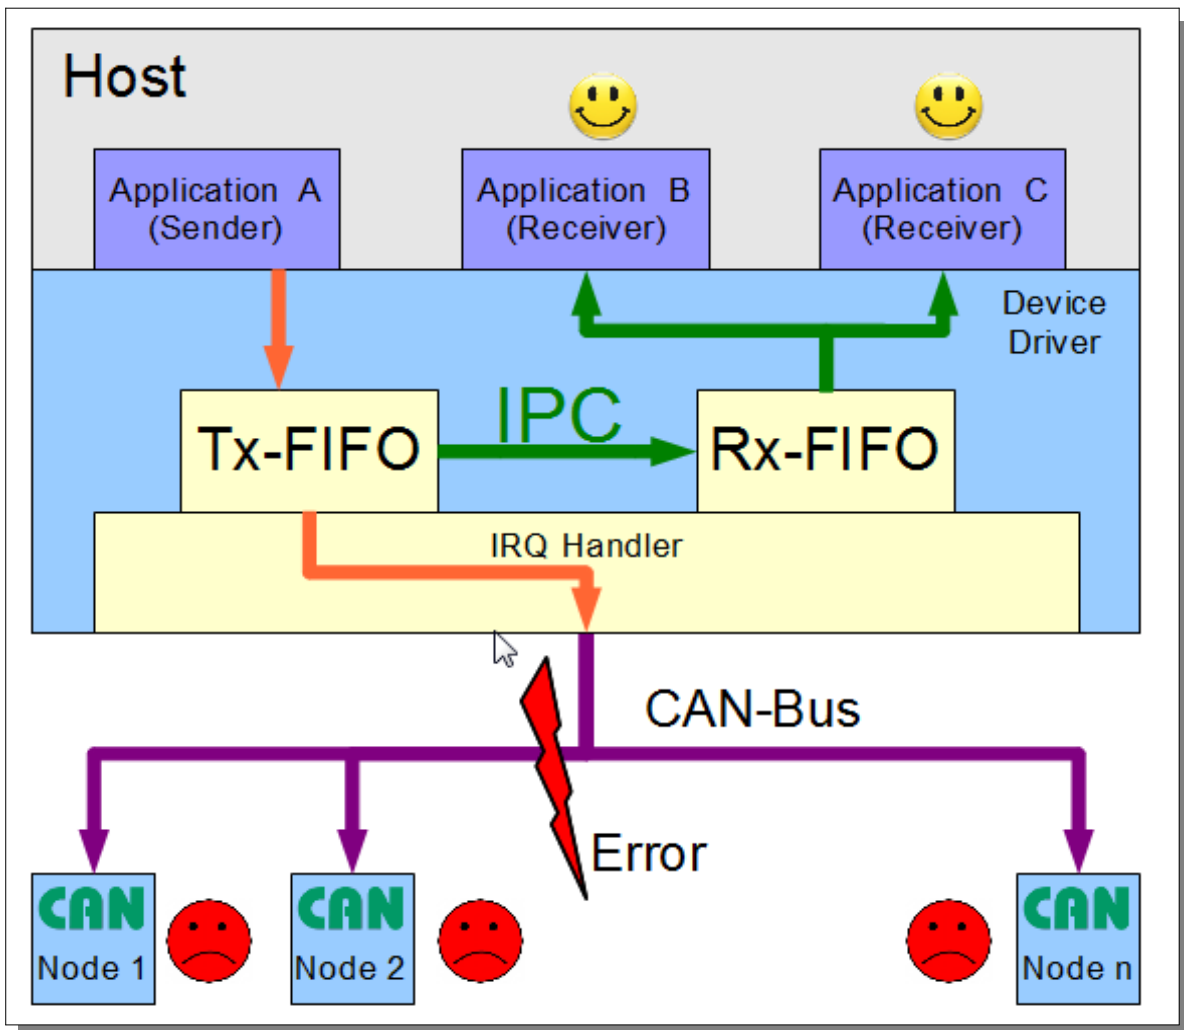 Host
Application A
(Sender)
Application B
(Receiver)
Application C
(Receiver)
Device
Driver
IPC
Tx-FIFO
Rx-FIFO
IRQ Handler
CAN-Bus
Error
CAN
Node 1
CAN
Node 2
CAN
Node n